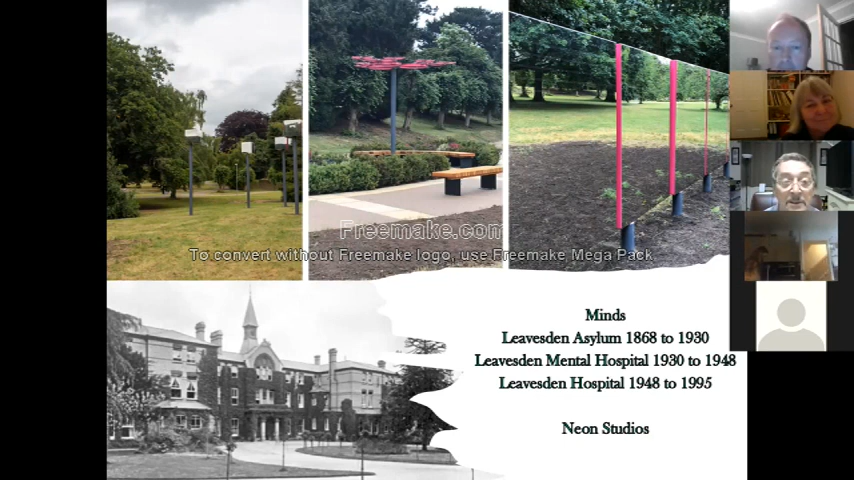 Freemake.com
To convert without Freemake logo, use Freemake Mega Pack
Minds
Leavesden Asylum 1868 to 1930
Leavesden Mental Hospital 1930 to 1948
Leavesden Hospital 1948 to 1995
Neon Studios